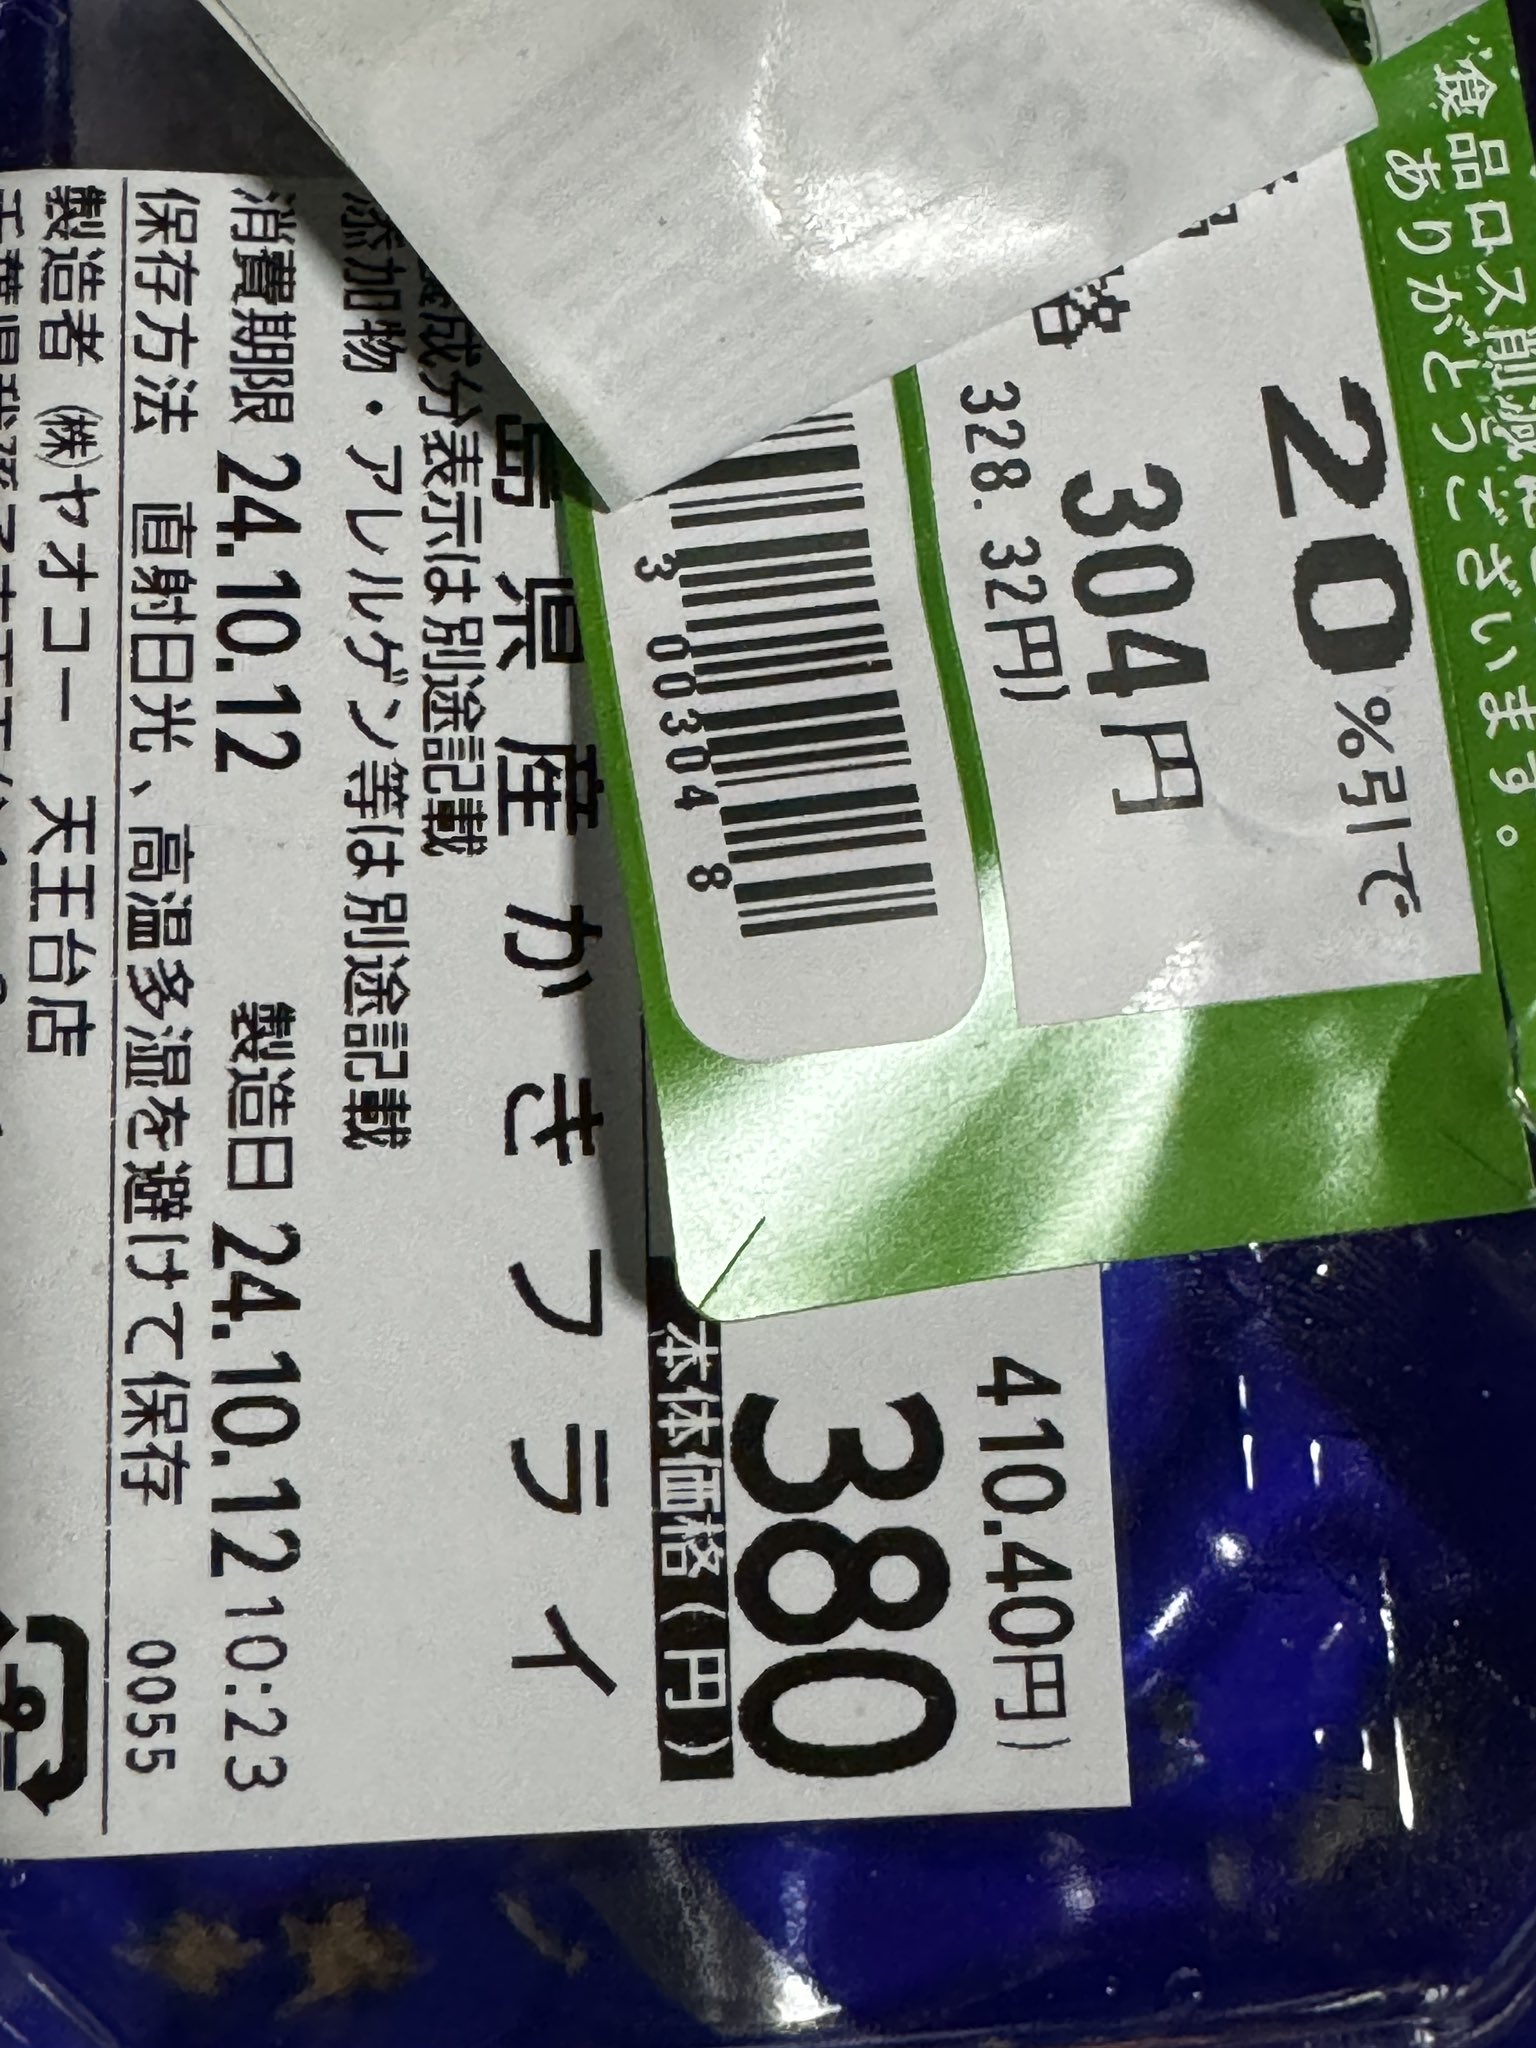 食品ロス削減に
ありがとうございます。
20%引で
304円
328.32円)
3 000304 8
410.40円)
380
本体価格(円)
島県産かきフライ
成分表示は別途記載
添加物・アレルゲン等は別途記載
消費期限 24.10.12 製造日 24.10.12 10:23
保存方法 直射日光、高温多湿を避けて保存 0055
製造者 ㈱ヤオコー 天王台店